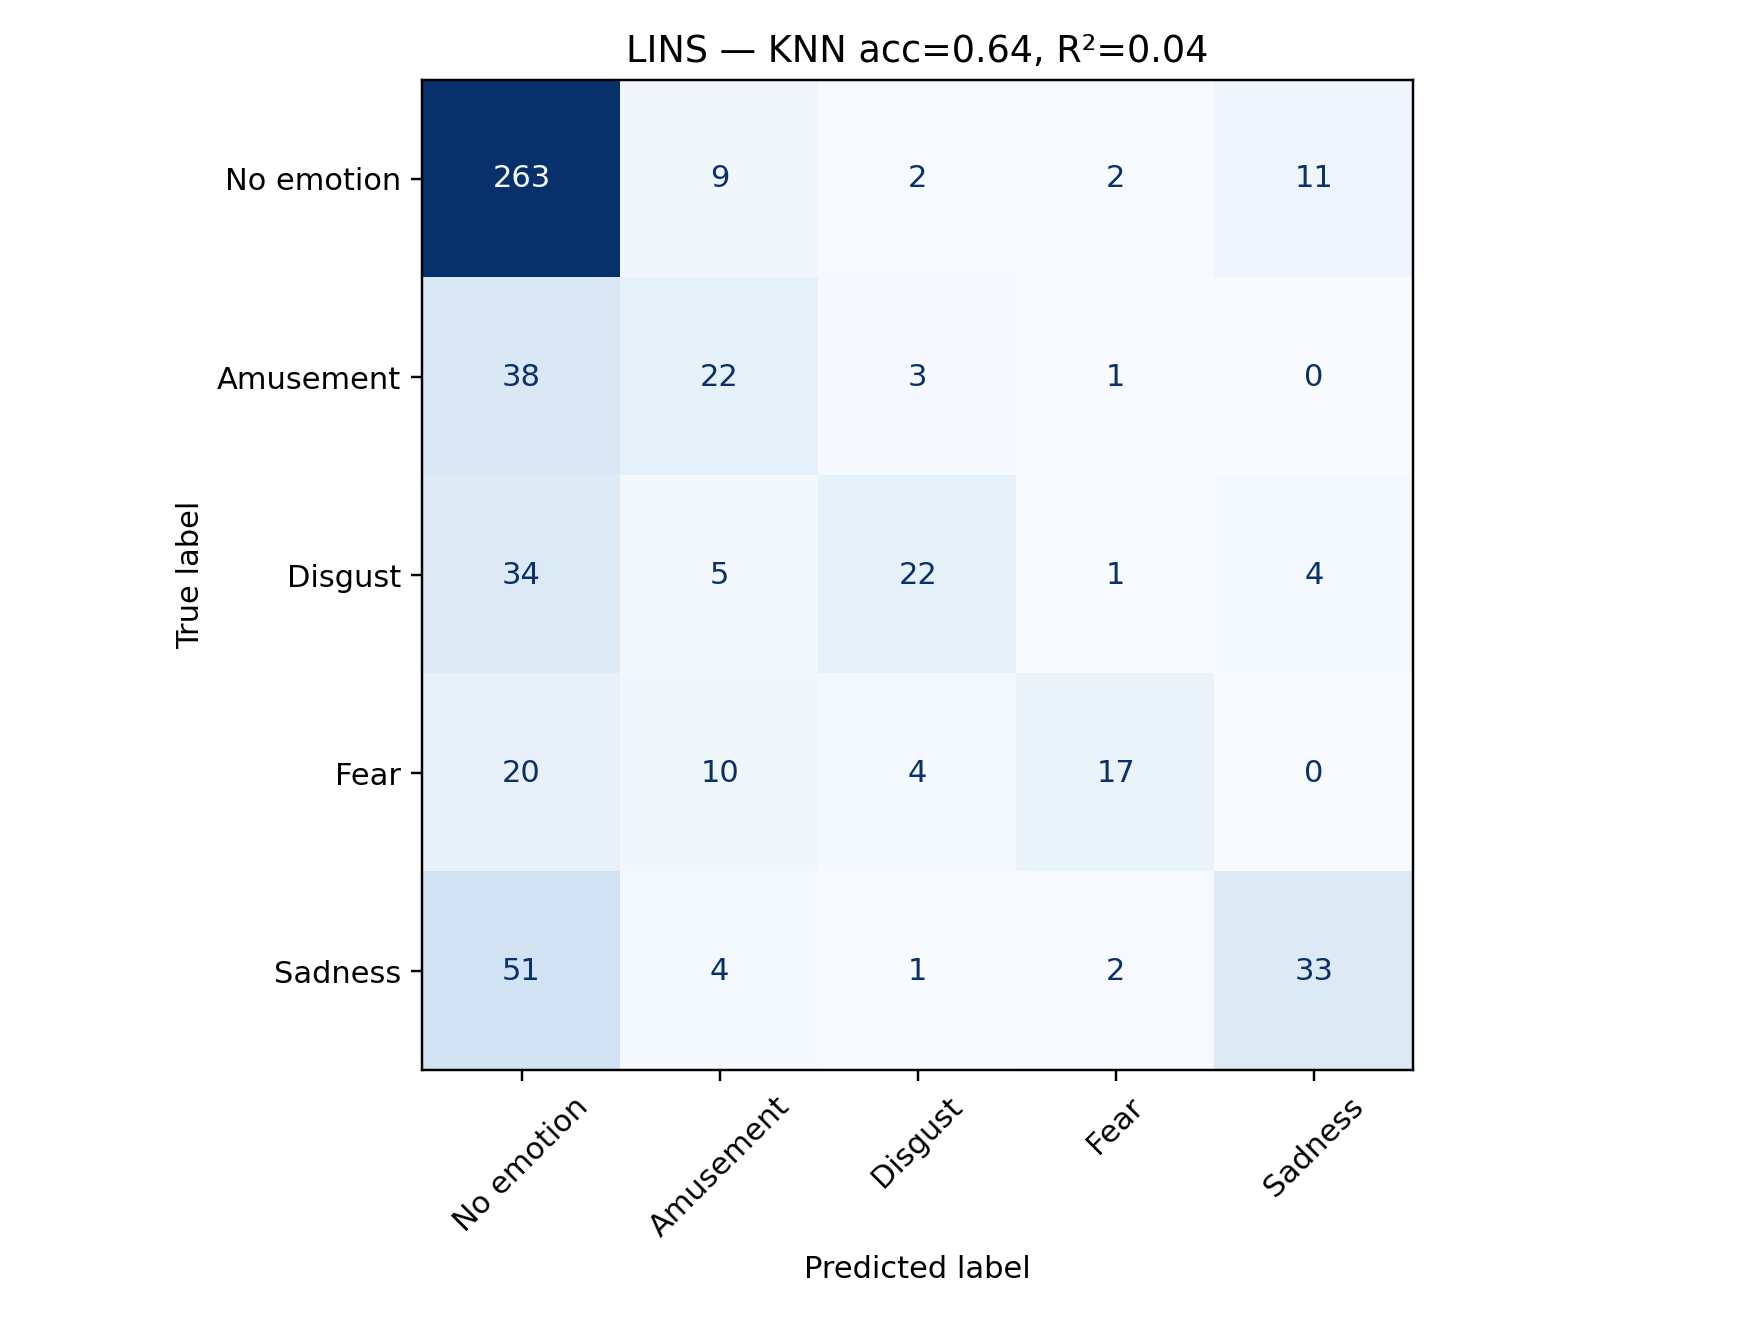 LINS — KNN acc=0.64, R²=0.04
No emotion 263 9 2 2 11
Amusement 38 22 3 1 0
Disgust 34 5 22 1 4
Fear 20 10 4 17 0
Sadness 51 4 1 2 33
True label
No emotion Amusement Disgust Fear Sadness
Predicted label